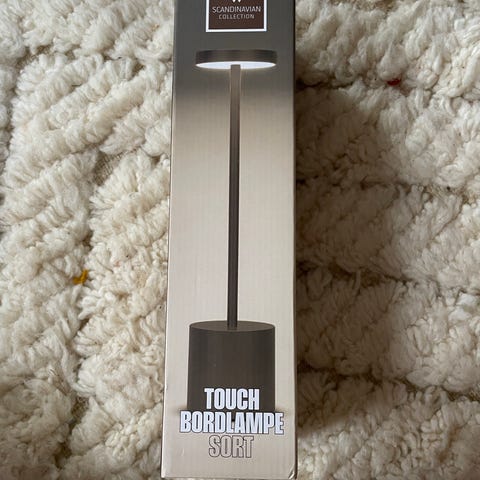 SCANDINAVIAN
COLLECTION
TOUCH
BORDLAMPE
SORT